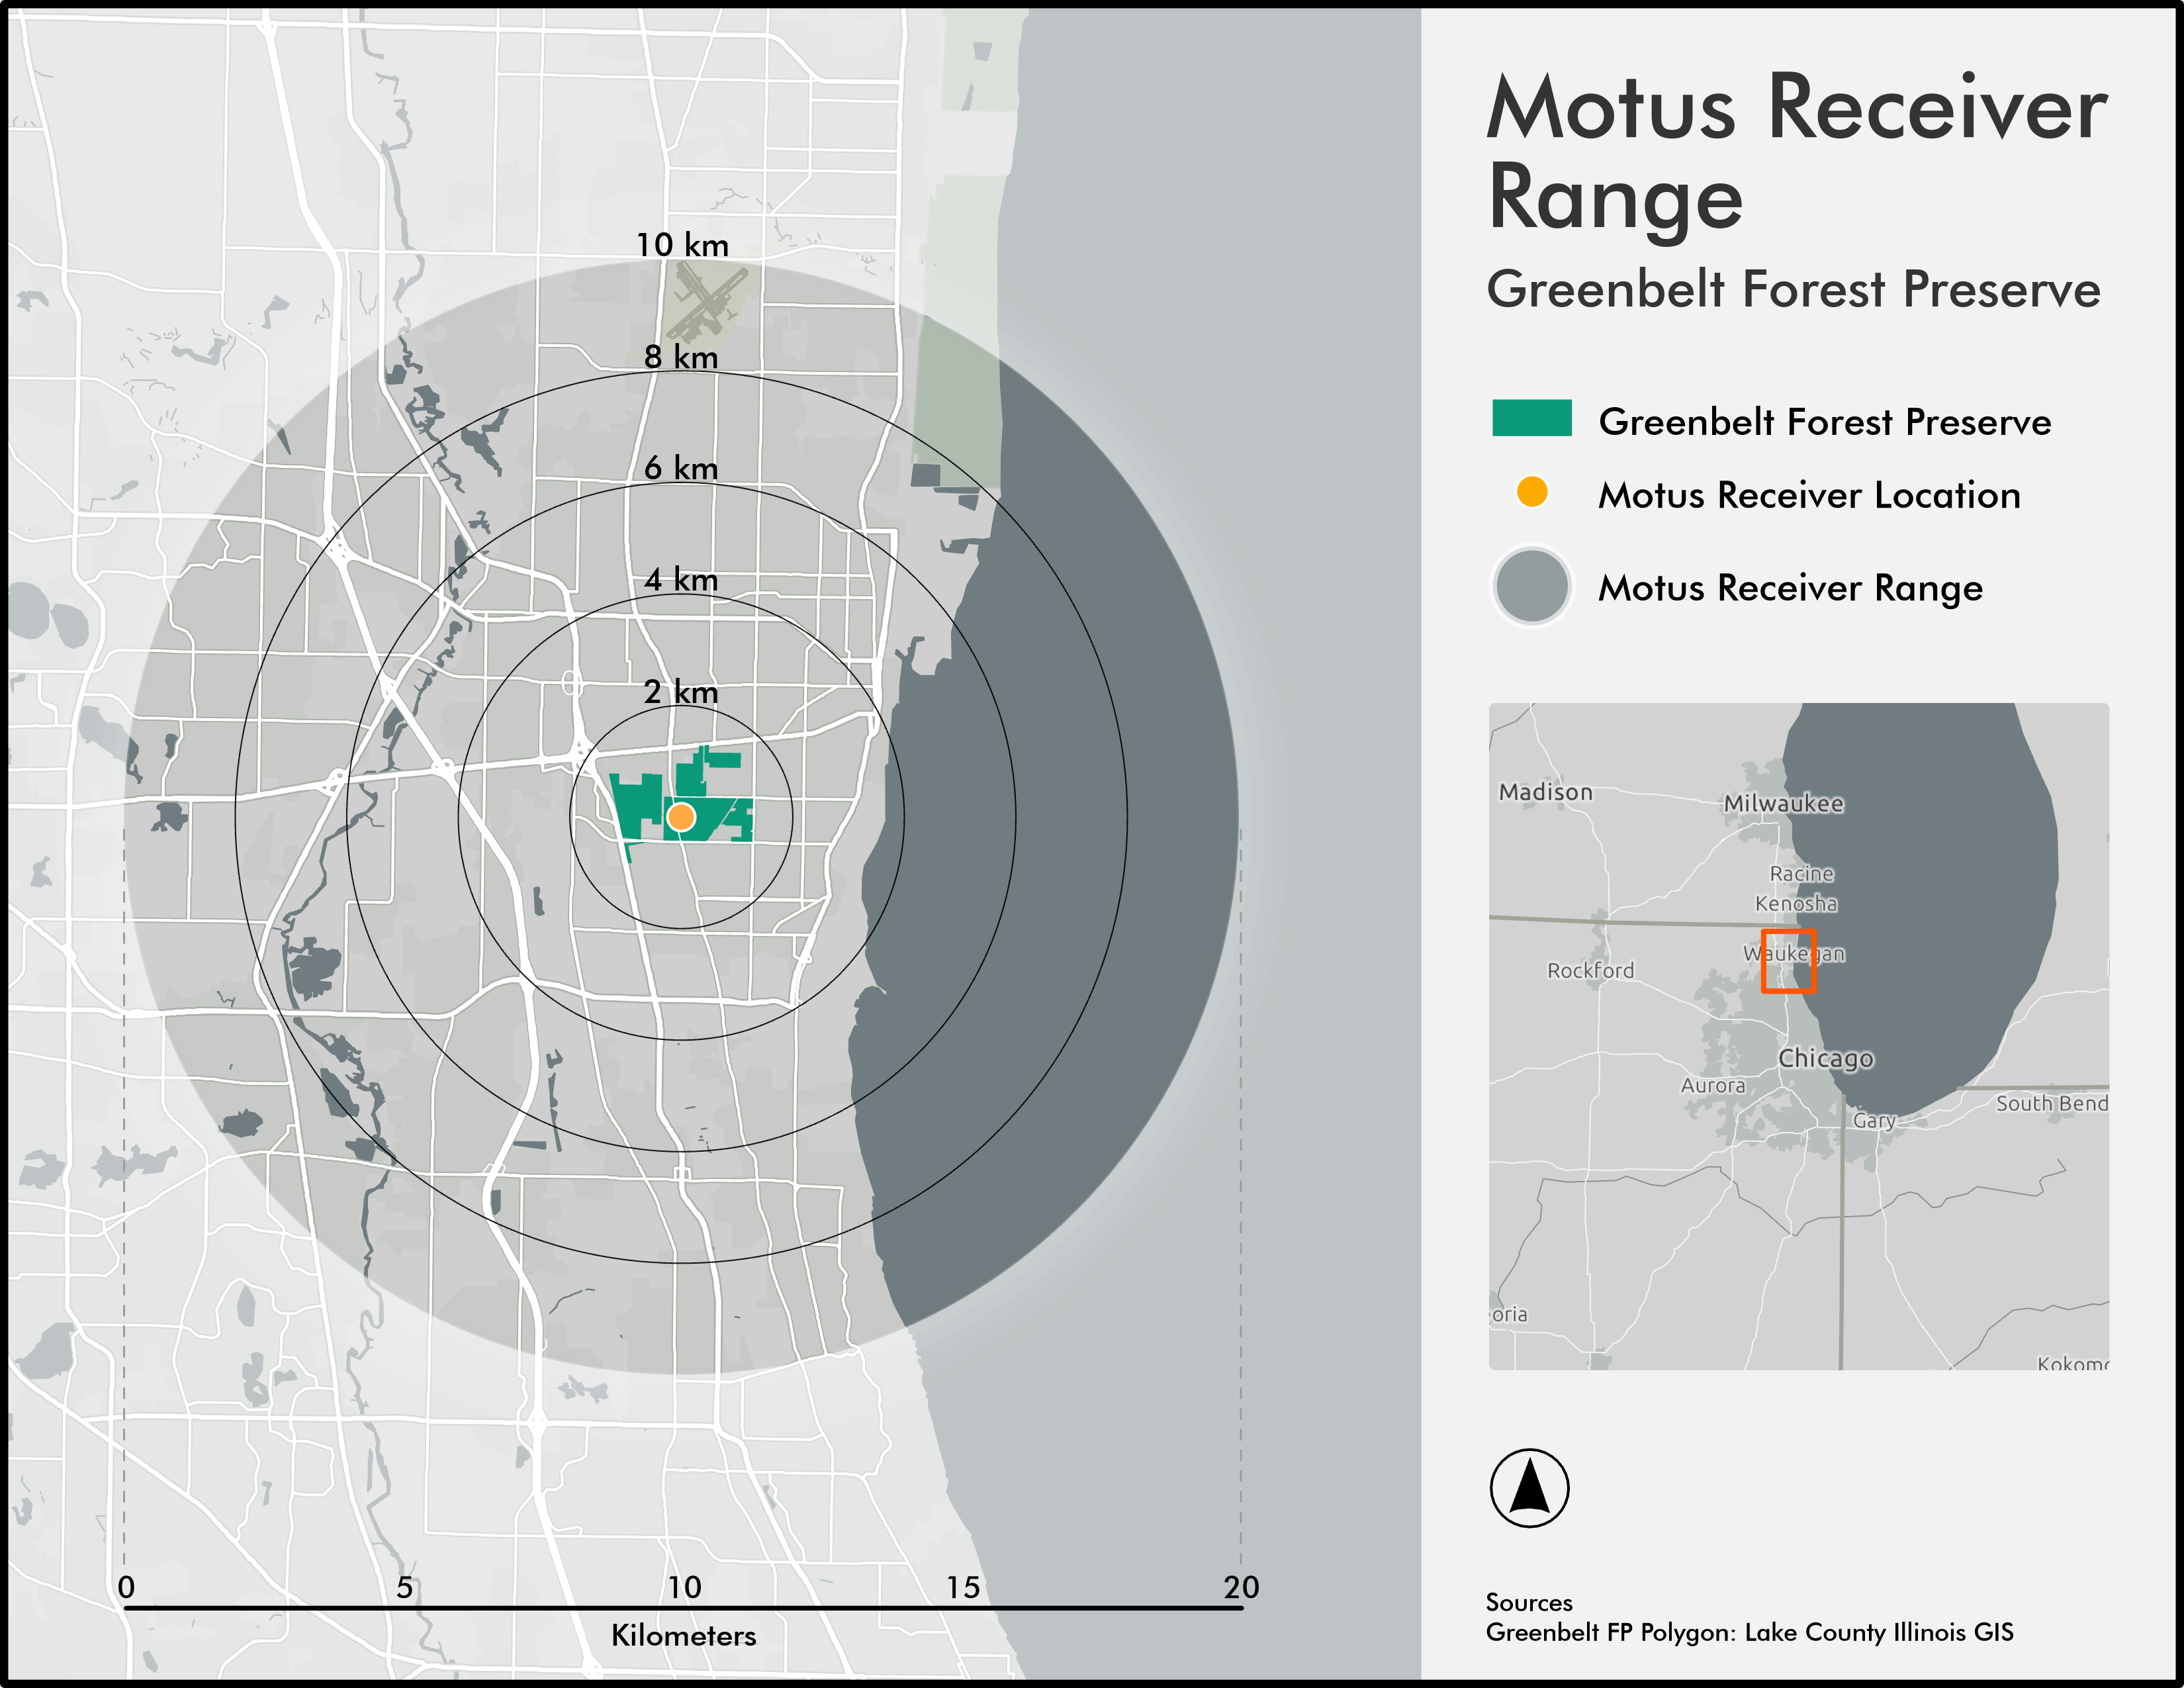 Motus Receiver
Range
Greenbelt Forest Preserve
Greenbelt Forest Preserve
Motus Receiver Location
Motus Receiver Range
10 km
8 km
6 km
4 km
2 km
0 5 10 15 20
Kilometers
Madison
Milwaukee
Racine
Kenosha
Waukegan
Rockford
Chicago
Aurora
South Bend
Gary
eoria
Kokomo
Sources
Greenbelt FP Polygon: Lake County Illinois GIS